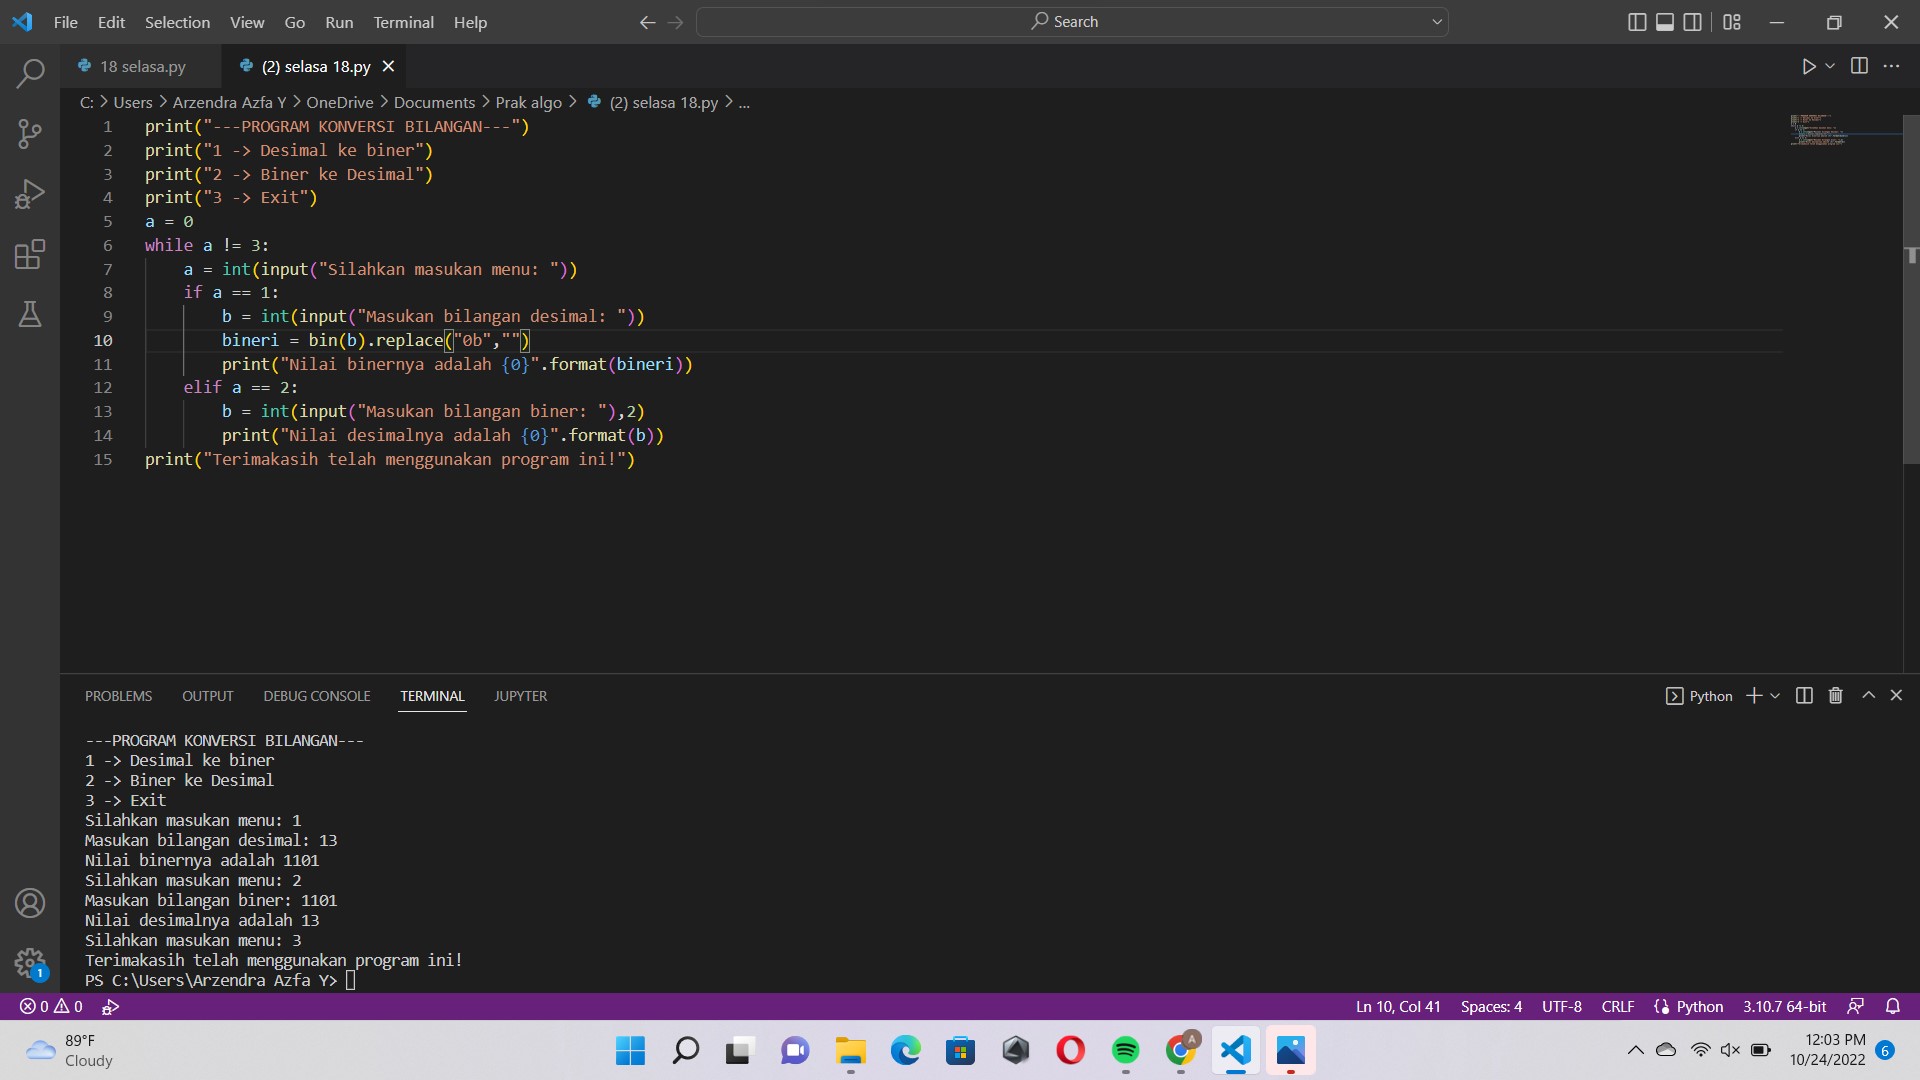 File Edit Selection View Go Run Terminal Help Search
18 selasa.py (2) selasa 18.py
C: > Users > Arzendra Azfa Y > OneDrive > Documents > Prak algo > (2) selasa 18.py > ...
1 print("---PROGRAM KONVERSI BILANGAN---")
2 print("1 -> Desimal ke biner")
3 print("2 -> Biner ke Desimal")
4 print("3 -> Exit")
5 a = 0
6 while a != 3:
7     a = int(input("Silahkan masukan menu: "))
8     if a == 1:
9         b = int(input("Masukan bilangan desimal: "))
10         bineri = bin(b).replace("0b","")
11         print("Nilai binernya adalah {0}".format(bineri))
12     elif a == 2:
13         b = int(input("Masukan bilangan biner: "),2)
14         print("Nilai desimalnya adalah {0}".format(b))
15 print("Terimakasih telah menggunakan program ini!")
PROBLEMS OUTPUT DEBUG CONSOLE TERMINAL JUPYTER Python
---PROGRAM KONVERSI BILANGAN---
1 -> Desimal ke biner
2 -> Biner ke Desimal
3 -> Exit
Silahkan masukan menu: 1
Masukan bilangan desimal: 13
Nilai binernya adalah 1101
Silahkan masukan menu: 2
Masukan bilangan biner: 1101
Nilai desimalnya adalah 13
Silahkan masukan menu: 3
Terimakasih telah menggunakan program ini!
PS C:\Users\Arzendra Azfa Y>
1
0 0 Ln 10, Col 41 Spaces: 4 UTF-8 CRLF Python 3.10.7 64-bit
89°F
Cloudy
A
12:03 PM
10/24/2022
6